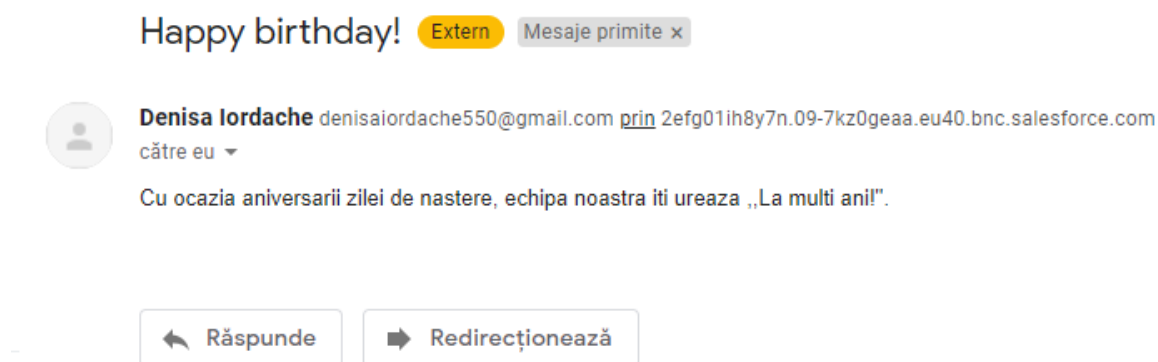 Happy birthday! Extern Mesaje primite ×
Denisa Iordache denisaiordache550@gmail.com prin 2efg01ih8y7n.09-7kz0geaa.eu40.bnc.salesforce.com
către eu
Cu ocazia aniversarii zilei de nastere, echipa noastra iti ureaza ,,La multi ani!".
Răspunde Redirecționează